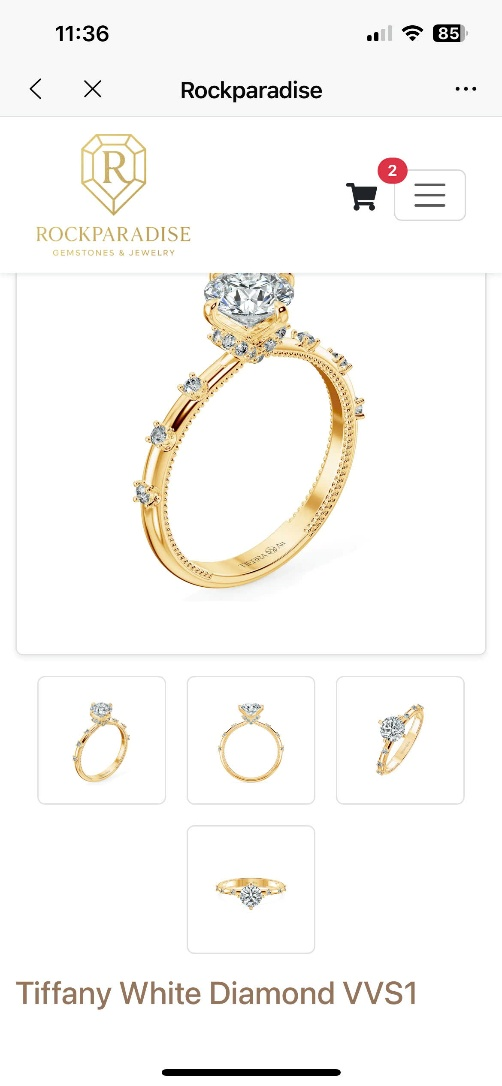 11:36
85
Rockparadise
R
2
ROCKPARADISE
GEMSTONES & JEWELRY
Tiffany White Diamond VVS1